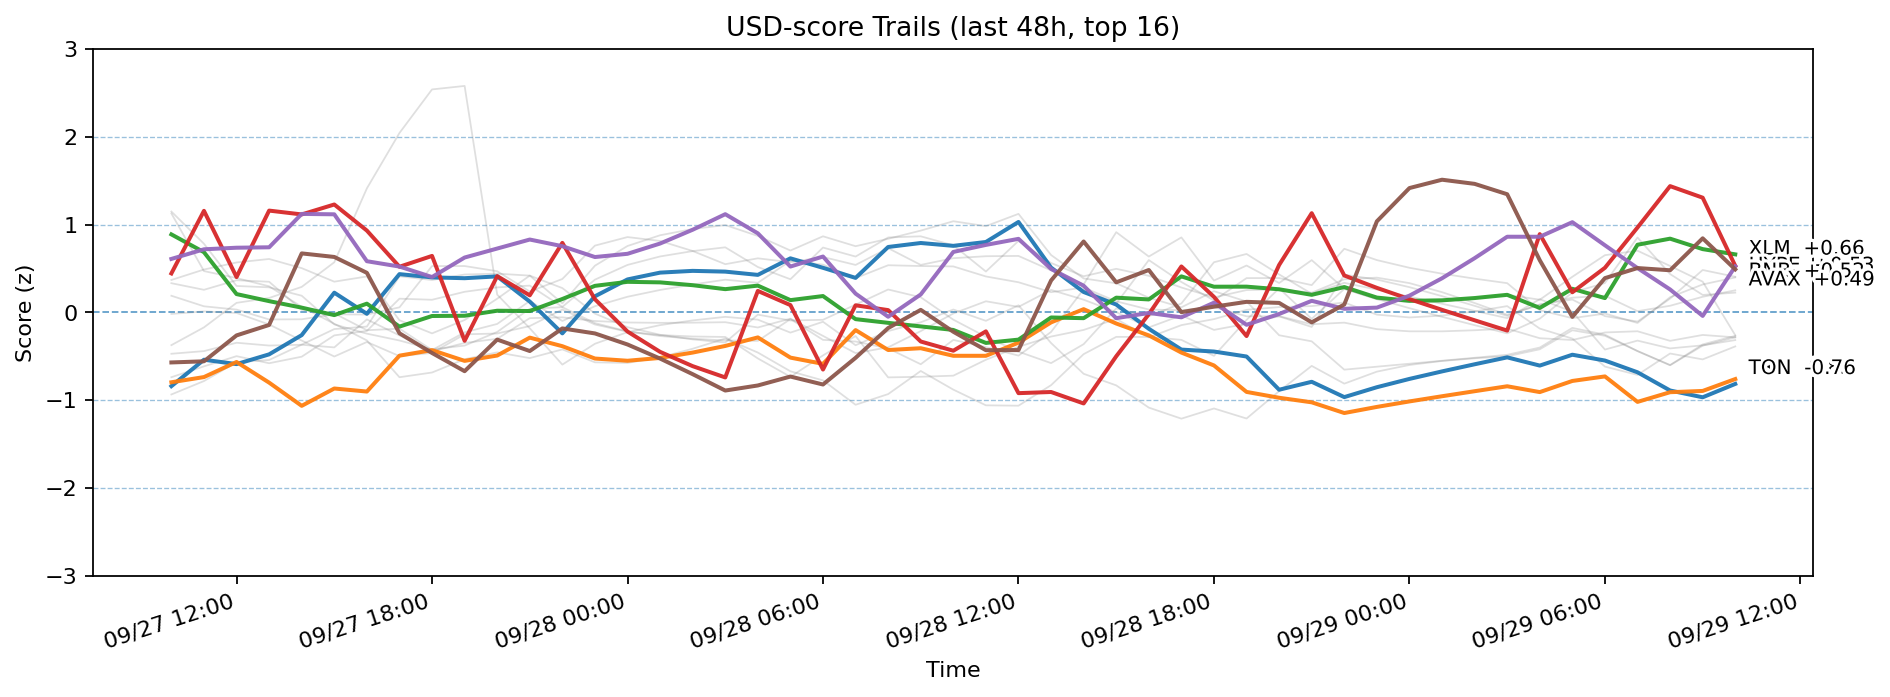 USD-score Trails (last 48h, top 16)
3
2
1
0
−1
−2
−3
Score (z)
XLM +0.66
AVAX +0.49
TON -0.76
09/27 12:00
09/27 18:00
09/28 00:00
09/28 06:00
09/28 12:00
09/28 18:00
09/29 00:00
09/29 06:00
09/29 12:00
Time